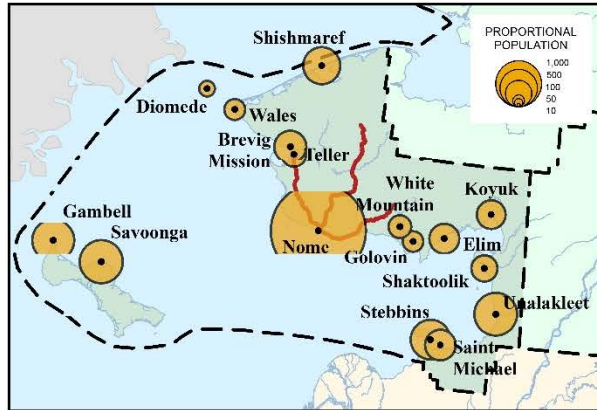 PROPORTIONAL
POPULATION
1,000
500
100
50
10
Shishmaref
Diomede
Wales
Brevig
Mission
Teller
White
Mountain
Koyuk
Gambell
Savoonga
Nome
Golovin
Elim
Shaktoolik
Unalakleet
Stebbins
Saint
Michael